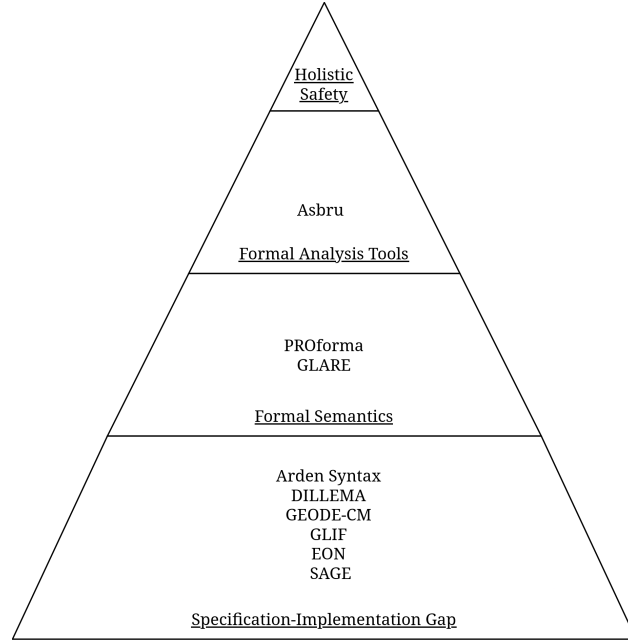 Holistic
Safety
Asbru
Formal Analysis Tools
PROforma
GLARE
Formal Semantics
Arden Syntax
DILLEMA
GEODE-CM
GLIF
EON
SAGE
Specification-Implementation Gap